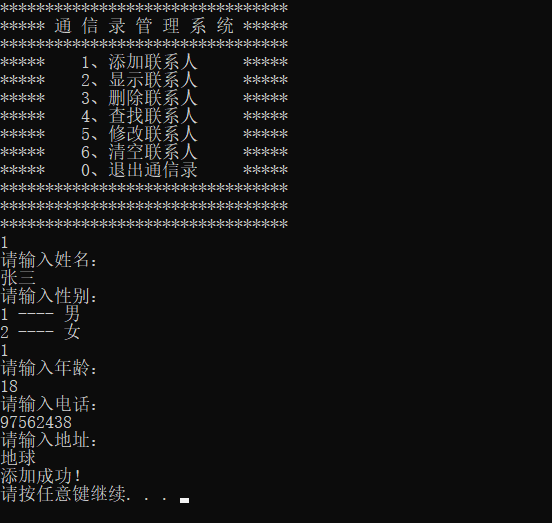 ********************************
***** 通 信 录 管 理 系 统 *****
********************************
*****    1、添加联系人     *****
*****    2、显示联系人     *****
*****    3、删除联系人     *****
*****    4、查找联系人     *****
*****    5、修改联系人     *****
*****    6、清空联系人     *****
*****    0、退出通信录     *****
********************************
********************************
********************************
1
请输入姓名：
张三
请输入性别：
1 ---- 男
2 ---- 女
1
请输入年龄：
18
请输入电话：
97562438
请输入地址：
地球
添加成功！
请按任意键继续. . .